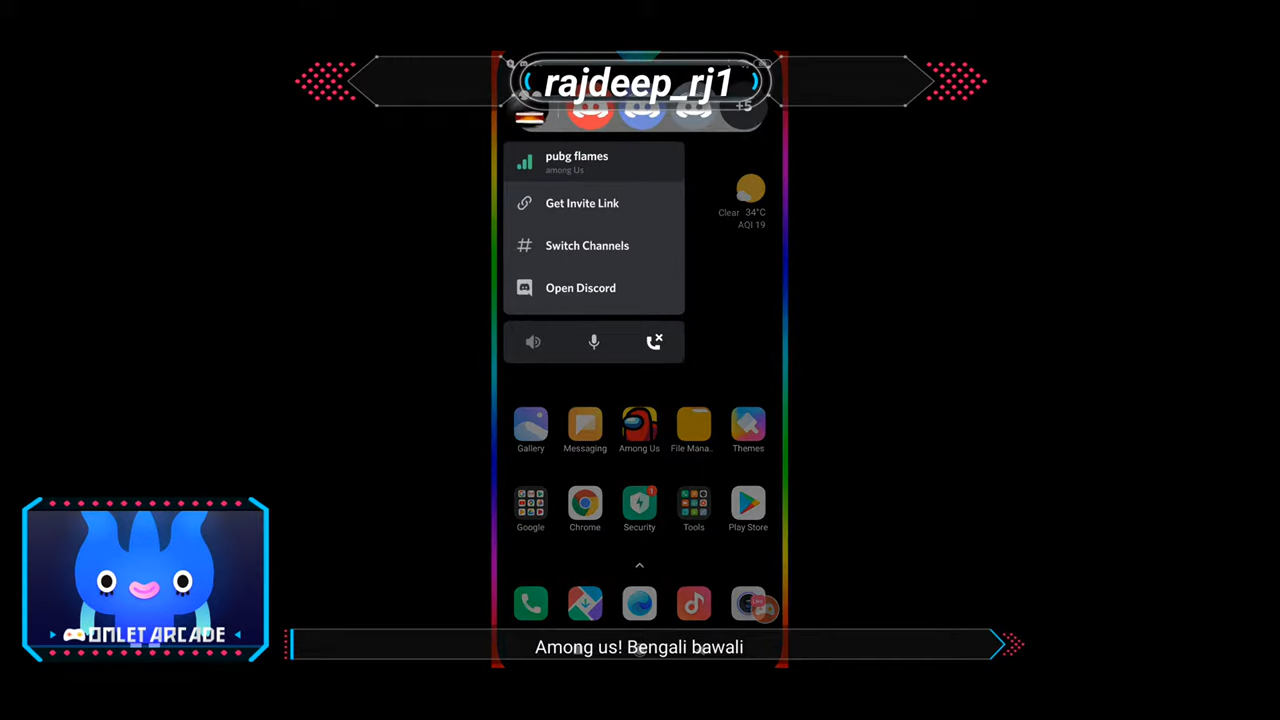 rajdeep_rj1
+5
pubg flames
among Us
Get Invite Link
Switch Channels
Open Discord
Clear 34°C
AQI 19
Gallery
Messaging
Among Us
File Mana..
Themes
1
Google
Chrome
Security
Tools
Play Store
OMLET ARCADE
Among us! Bengali bawali